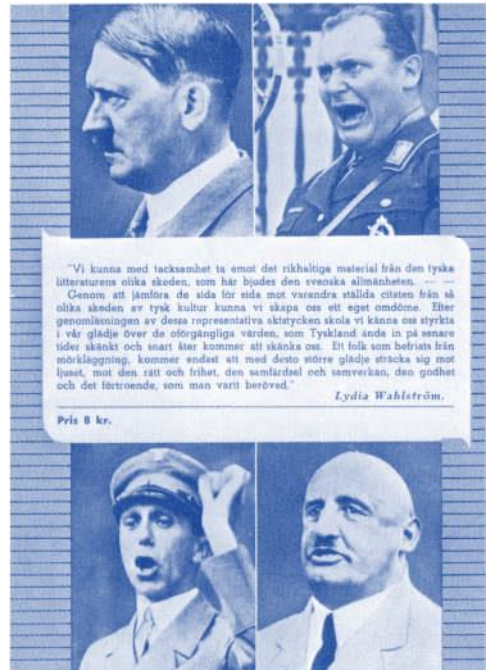 "Vi kunna med tacksamhet ta emot det rikhaltiga material från den tyska
litteraturens olika skeden, som här bjudes den svenska allmänheten. — —
Genom att jämföra de sida för sida mot varandra ställda citaten från så
olika skeden av tysk kultur kunna vi skapa oss ett eget omdöme. Efter
genomläsningen av dessa representativa aktstycken skola vi känna oss styrkta
i vår glädje över de oförgängliga värden, som Tyskland ände in på senare
tider skänkt och snart åter kommer att skänka oss. Ett folk som befriats från
mörkläggning, kommer endast att med desto större glädje sträcka sig mot
ljuset, mot den rätt och frihet, den samfärdsel och samverkan, den godhet
och det förtroende, som man varit berövad."
Lydia Wahlström.
Pris 8 kr.